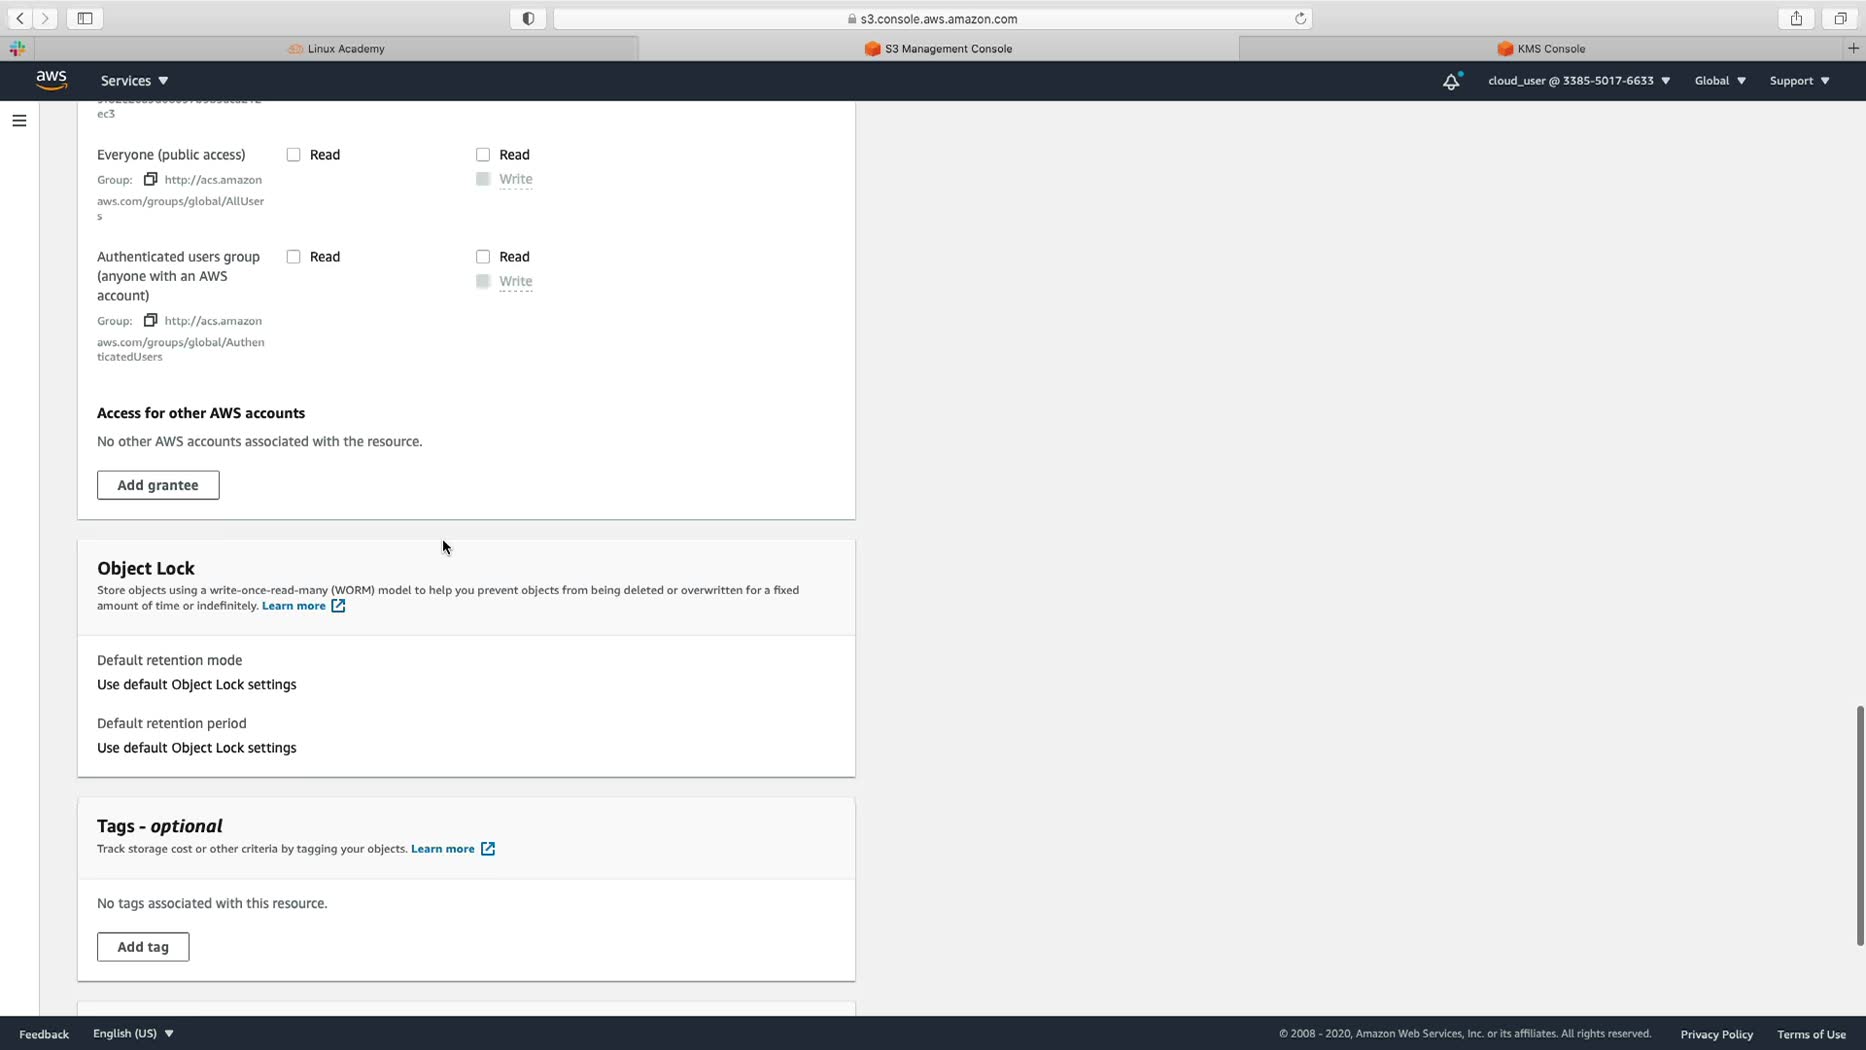 s3.console.aws.amazon.com
Linux Academy
S3 Management Console
KMS Console
aws
Services
cloud_user @ 3385-5017-6633
Global
Support
ec3
Everyone (public access)
Read
Read
Group: http://acs.amazon
Write
aws.com/groups/global/AllUser
s
Authenticated users group
Read
Read
(anyone with an AWS
Write
account)
Group: http://acs.amazon
aws.com/groups/global/Authen
ticatedUsers
Access for other AWS accounts
No other AWS accounts associated with the resource.
Add grantee
Object Lock
Store objects using a write-once-read-many (WORM) model to help you prevent objects from being deleted or overwritten for a fixed
amount of time or indefinitely. Learn more
Default retention mode
Use default Object Lock settings
Default retention period
Use default Object Lock settings
Tags - optional
Track storage cost or other criteria by tagging your objects. Learn more
No tags associated with this resource.
Add tag
Feedback
English (US)
© 2008 - 2020, Amazon Web Services, Inc. or its affiliates. All rights reserved.
Privacy Policy
Terms of Use